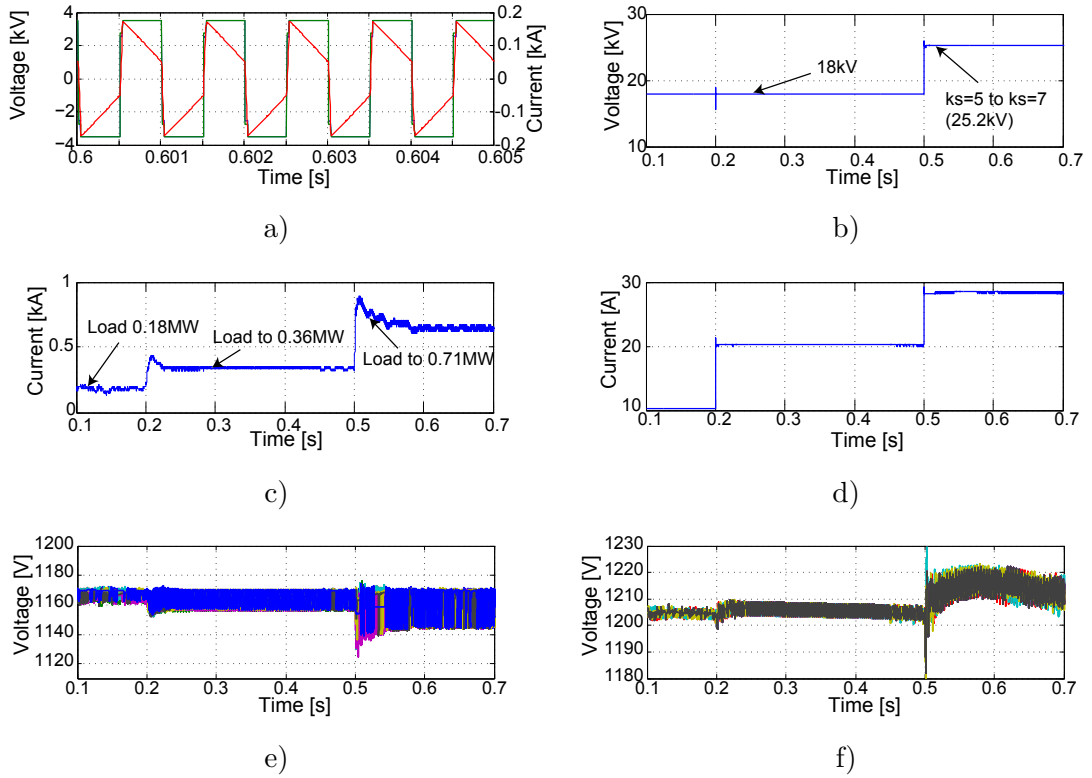 4
2
0
−2
−4
Voltage [kV]
0.2
0.1
0
−0.1
−0.2
Current [kA]
0.6
0.601
0.602
0.603
0.604
0.605
Time [s]
a)
30
20
10
Voltage [kV]
18kV
ks=5 to ks=7
(25.2kV)
0.1
0.2
0.3
0.4
0.5
0.6
0.7
Time [s]
b)
1
0.5
0
Current [kA]
Load 0.18MW
Load to 0.36MW
Load to 0.71MW
0.1
0.2
0.3
0.4
0.5
0.6
0.7
Time [s]
c)
30
20
10
Current [A]
0.1
0.2
0.3
0.4
0.5
0.6
0.7
Time [s]
d)
1200
1180
1160
1140
1110
Voltage [V]
0.1
0.2
0.3
0.4
0.5
0.6
0.7
Time [s]
e)
1230
1220
1210
1200
1190
1180
Voltage [V]
0.1
0.2
0.3
0.4
0.5
0.6
0.7
Time [s]
f)